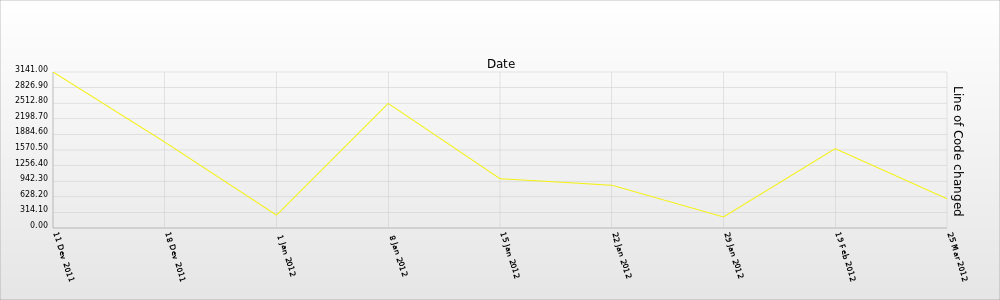 Date
3141.00
2826.90
2512.80
2198.70
1884.60
1570.50
1256.40
942.30
628.20
314.10
0.00
Line of Code changed
11 Dev 2011
18 Dev 2011
1 Jan 2012
8 Jan 2012
15 Jan 2012
22 Jan 2012
29 Jan 2012
19 Feb 2012
25 Mar 2012